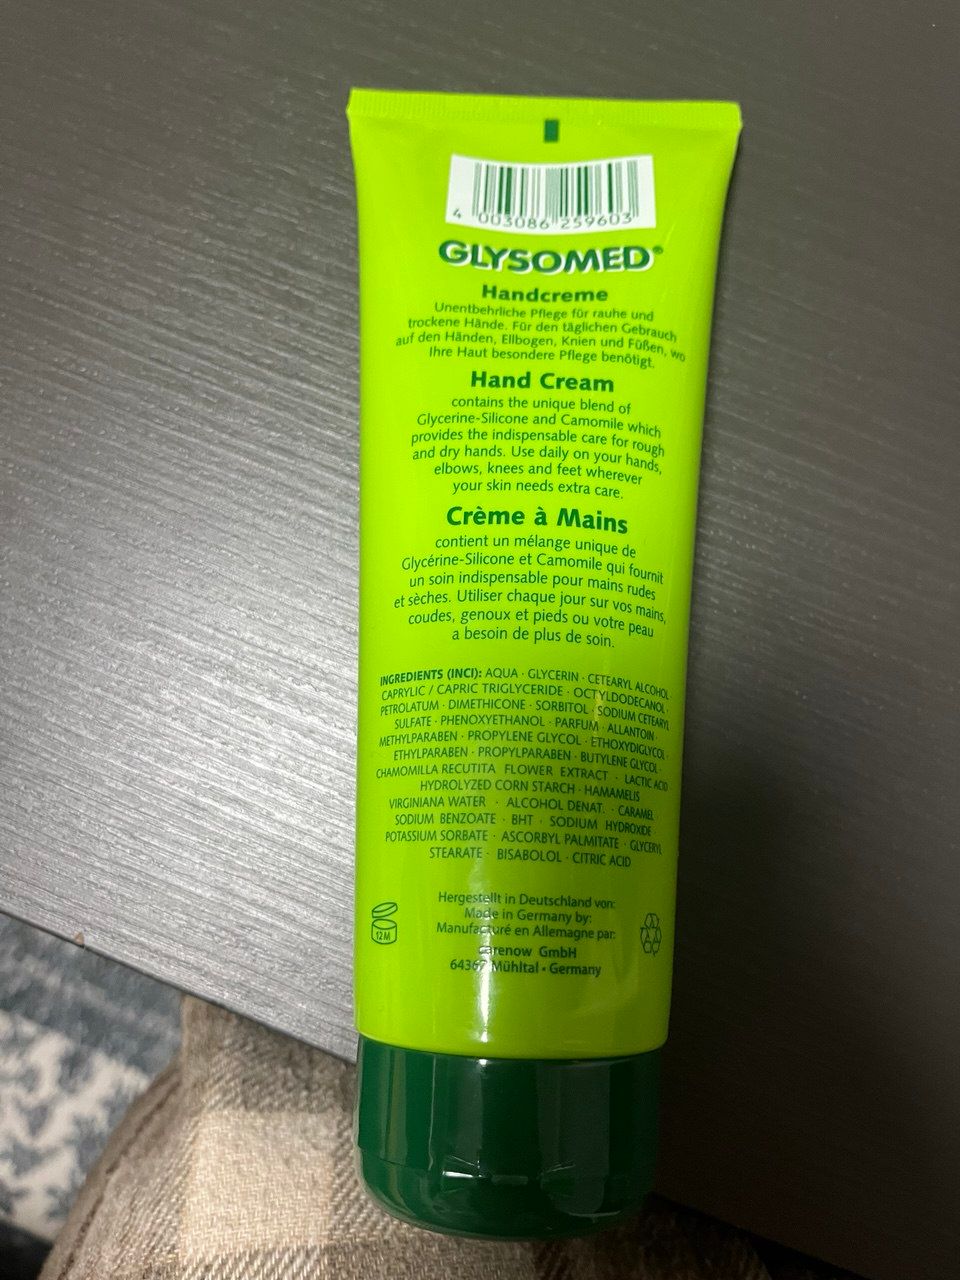 4 003086 259603
GLYSOMED®
Handcreme
Unentbehrliche Pflege für rauhe und
trockene Hände. Für den täglichen Gebrauch
auf den Händen, Ellbogen, Knien und Füßen, wo
Ihre Haut besondere Pflege benötigt.
Hand Cream
contains the unique blend of
Glycerine-Silicone and Camomile which
provides the indispensable care for rough
and dry hands. Use daily on your hands,
elbows, knees and feet wherever
your skin needs extra care.
Crème à Mains
contient un mélange unique de
Glycérine-Silicone et Camomile qui fournit
un soin indispensable pour mains rudes
et sèches. Utiliser chaque jour sur vos mains,
coudes, genoux et pieds ou votre peau
a besoin de plus de soin.
INGREDIENTS (INCI): AQUA · GLYCERIN · CETEARYL ALCOHOL ·
CAPRYLIC / CAPRIC TRIGLYCERIDE · OCTYLDODECANOL ·
PETROLATUM · DIMETHICONE · SORBITOL · SODIUM CETEARYL
SULFATE · PHENOXYETHANOL · PARFUM · ALLANTOIN ·
METHYLPARABEN · PROPYLENE GLYCOL · ETHOXYDIGLYCOL ·
ETHYLPARABEN · PROPYLPARABEN · BUTYLENE GLYCOL ·
CHAMOMILLA RECUTITA FLOWER EXTRACT · LACTIC ACID
HYDROLYZED CORN STARCH · HAMAMELIS
VIRGINIANA WATER · ALCOHOL DENAT. · CARAMEL
SODIUM BENZOATE · BHT · SODIUM HYDROXIDE
POTASSIUM SORBATE · ASCORBYL PALMITATE · GLYCERYL
STEARATE · BISABOLOL · CITRIC ACID
12M
Hergestellt in Deutschland von:
Made in Germany by:
Manufacturé en Allemagne par:
carenow GmbH
64367 Mühltal · Germany